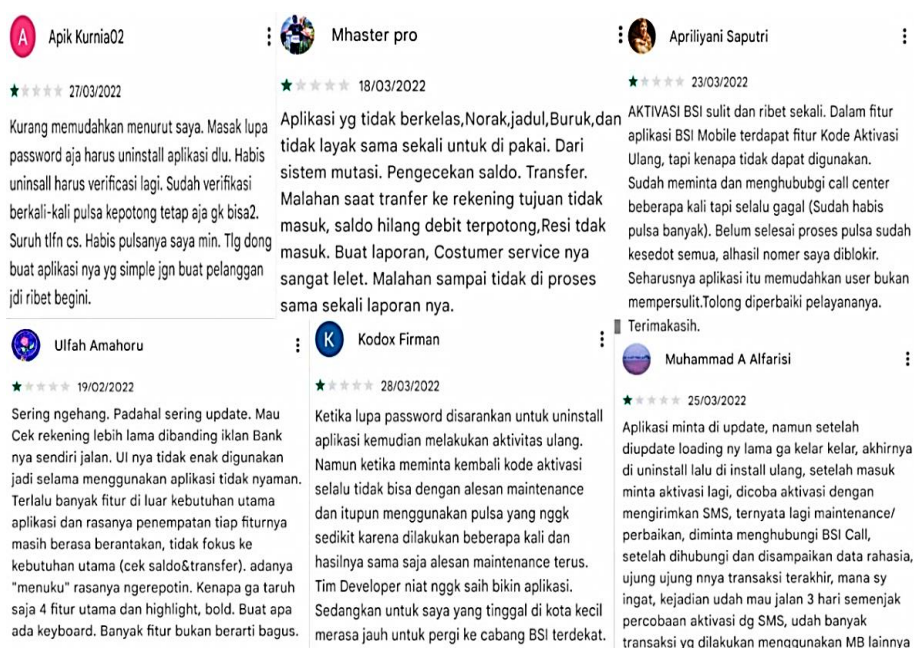 A
Apik Kurnia02
27/03/2022
Kurang memudahkan menurut saya. Masak lupa
password aja harus uninstall aplikasi dlu. Habis
uninsall harus verificasi lagi. Sudah verifikasi
berkali-kali pulsa kepotong tetap aja gk bisa2.
Suruh tlfn cs. Habis pulsanya saya min. Tlg dong
buat aplikasi nya yg simple jgn buat pelanggan
jdi ribet begini.
Mhaster pro
18/03/2022
Aplikasi yg tidak berkelas,Norak,jadul,Buruk,dan
tidak layak sama sekali untuk di pakai. Dari
sistem mutasi. Pengecekan saldo. Transfer.
Malahan saat tranfer ke rekening tujuan tidak
masuk, saldo hilang debit terpotong,Resi tdak
masuk. Buat laporan, Costumer service nya
sangat lelet. Malahan sampai tidak di proses
sama sekali laporan nya.
Apriliyani Saputri
23/03/2022
AKTIVASI BSI sulit dan ribet sekali. Dalam fitur
aplikasi BSI Mobile terdapat fitur Kode Aktivasi
Ulang, tapi kenapa tidak dapat digunakan.
Sudah meminta dan menghububgi call center
beberapa kali tapi selalu gagal (Sudah habis
pulsa banyak). Belum selesai proses pulsa sudah
kesedot semua, alhasil nomer saya diblokir.
Seharusnya aplikasi itu memudahkan user bukan
mempersulit.Tolong diperbaiki pelayananya.
Terimakasih.
Ulfah Amahoru
19/02/2022
Sering ngehang. Padahal sering update. Mau
Cek rekening lebih lama dibanding iklan Bank
nya sendiri jalan. UI nya tidak enak digunakan
jadi selama menggunakan aplikasi tidak nyaman.
Terlalu banyak fitur di luar kebutuhan utama
aplikasi dan rasanya penempatan tiap fiturnya
masih berasa berantakan, tidak fokus ke
kebutuhan utama (cek saldo&transfer). adanya
"menuku" rasanya ngerepotin. Kenapa ga taruh
saja 4 fitur utama dan highlight, bold. Buat apa
ada keyboard. Banyak fitur bukan berarti bagus.
K
Kodox Firman
28/03/2022
Ketika lupa password disarankan untuk uninstall
aplikasi kemudian melakukan aktivitas ulang.
Namun ketika meminta kembali kode aktivasi
selalu tidak bisa dengan alesan maintenance
dan itupun menggunakan pulsa yang nggk
sedikit karena dilakukan beberapa kali dan
hasilnya sama saja alesan maintenance terus.
Tim Developer niat nggk saih bikin aplikasi.
Sedangkan untuk saya yang tinggal di kota kecil
merasa jauh untuk pergi ke cabang BSI terdekat.
Muhammad A Alfarisi
25/03/2022
Aplikasi minta di update, namun setelah
diupdate loading ny lama ga kelar kelar, akhirnya
di uninstall lalu di install ulang, setelah masuk
minta aktivasi lagi, dicoba aktivasi dengan
mengirimkan SMS, ternyata lagi maintenance/
perbaikan, diminta menghubungi BSI Call,
setelah dihubungi dan disampaikan data rahasia,
ujung ujung nnya transaksi terakhir, mana sy
ingat, kejadian udah mau jalan 3 hari semenjak
percobaan aktivasi dg SMS, udah banyak
transaksi yg dilakukan menggunakan MB lainnya